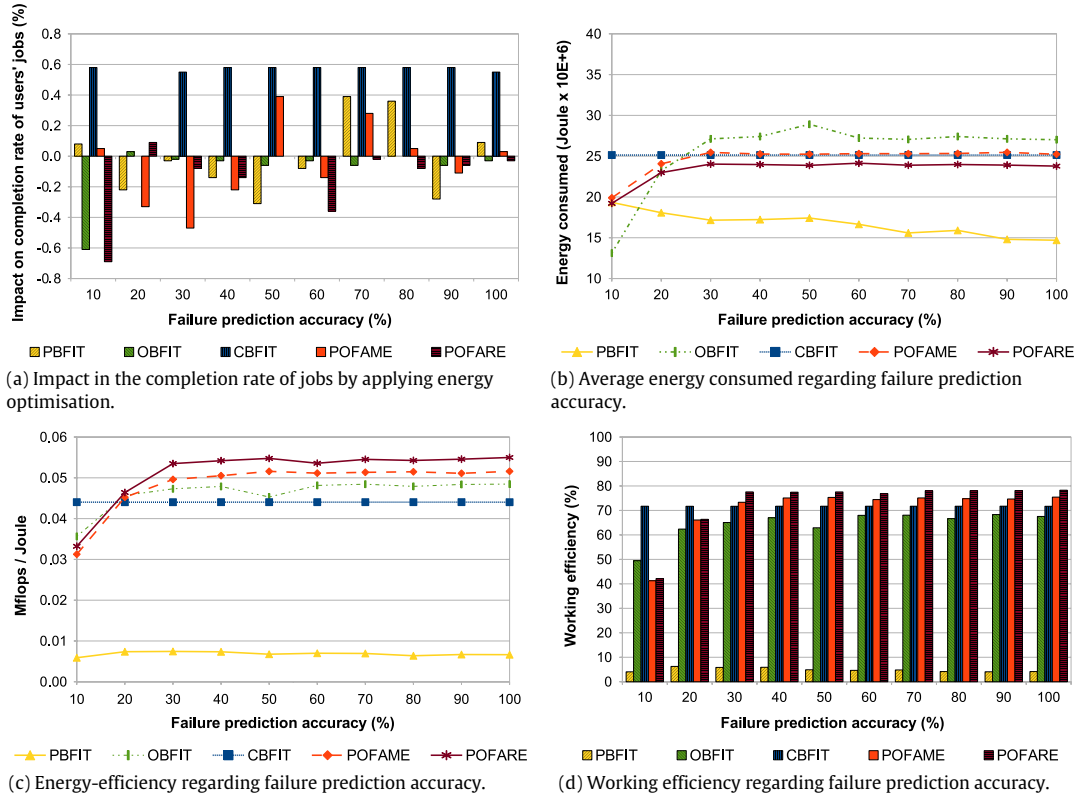 Impact on completion rate of users' jobs (%)
0.8
0.6
0.4
0.2
0.0
-0.2
-0.4
-0.6
-0.8
10 20 30 40 50 60 70 80 90 100
Failure prediction accuracy (%)
PBFIT OBFIT CBFIT POFAME POFARE
(a) Impact in the completion rate of jobs by applying energy
optimisation.
Energy consumed (Joule x 10E+6)
40
35
30
25
20
15
10
10 20 30 40 50 60 70 80 90 100
Failure prediction accuracy (%)
PBFIT OBFIT CBFIT POFAME POFARE
(b) Average energy consumed regarding failure prediction
accuracy.
Mflops / Joule
0.06
0.05
0.04
0.03
0.02
0.01
0.00
10 20 30 40 50 60 70 80 90 100
Failure prediction accuracy (%)
PBFIT OBFIT CBFIT POFAME POFARE
(c) Energy-efficiency regarding failure prediction accuracy.
Working efficiency (%)
100
90
80
70
60
50
40
30
20
10
0
10 20 30 40 50 60 70 80 90 100
Failure prediction accuracy (%)
PBFIT OBFIT CBFIT POFAME POFARE
(d) Working efficiency regarding failure prediction accuracy.